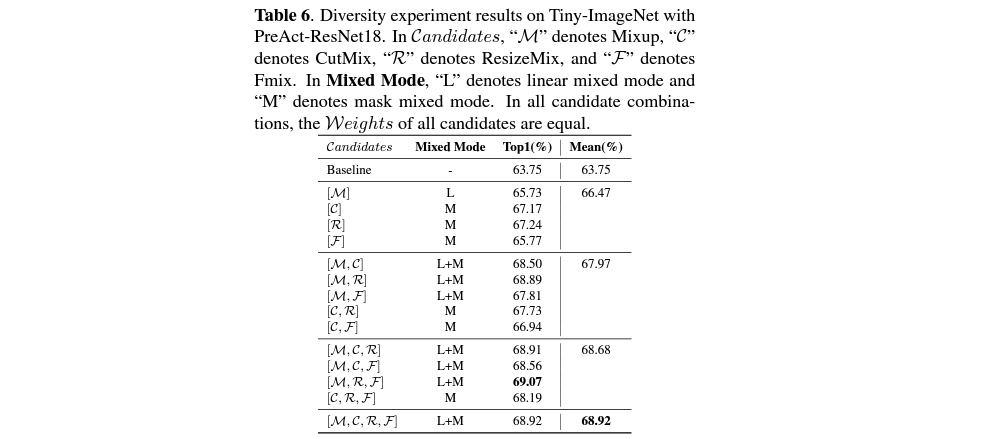 Table 6. Diversity experiment results on Tiny-ImageNet with
PreAct-ResNet18. In Candidates, “M” denotes Mixup, “C”
denotes CutMix, “R” denotes ResizeMix, and “F” denotes
Fmix. In Mixed Mode, “L” denotes linear mixed mode and
“M” denotes mask mixed mode. In all candidate combina-
tions, the Weights of all candidates are equal.
Candidates Mixed Mode Top1(%) Mean(%)
Baseline - 63.75 63.75
[M] L 65.73 66.47
[C] M 67.17
[R] M 67.24
[F] M 65.77
[M, C] L+M 68.50 67.97
[M, R] L+M 68.89
[M, F] L+M 67.81
[C, R] M 67.73
[C, F] M 66.94
[M, C, R] L+M 68.91 68.68
[M, C, F] L+M 68.56
[M, R, F] L+M 69.07
[C, R, F] M 68.19
[M, C, R, F] L+M 68.92 68.92